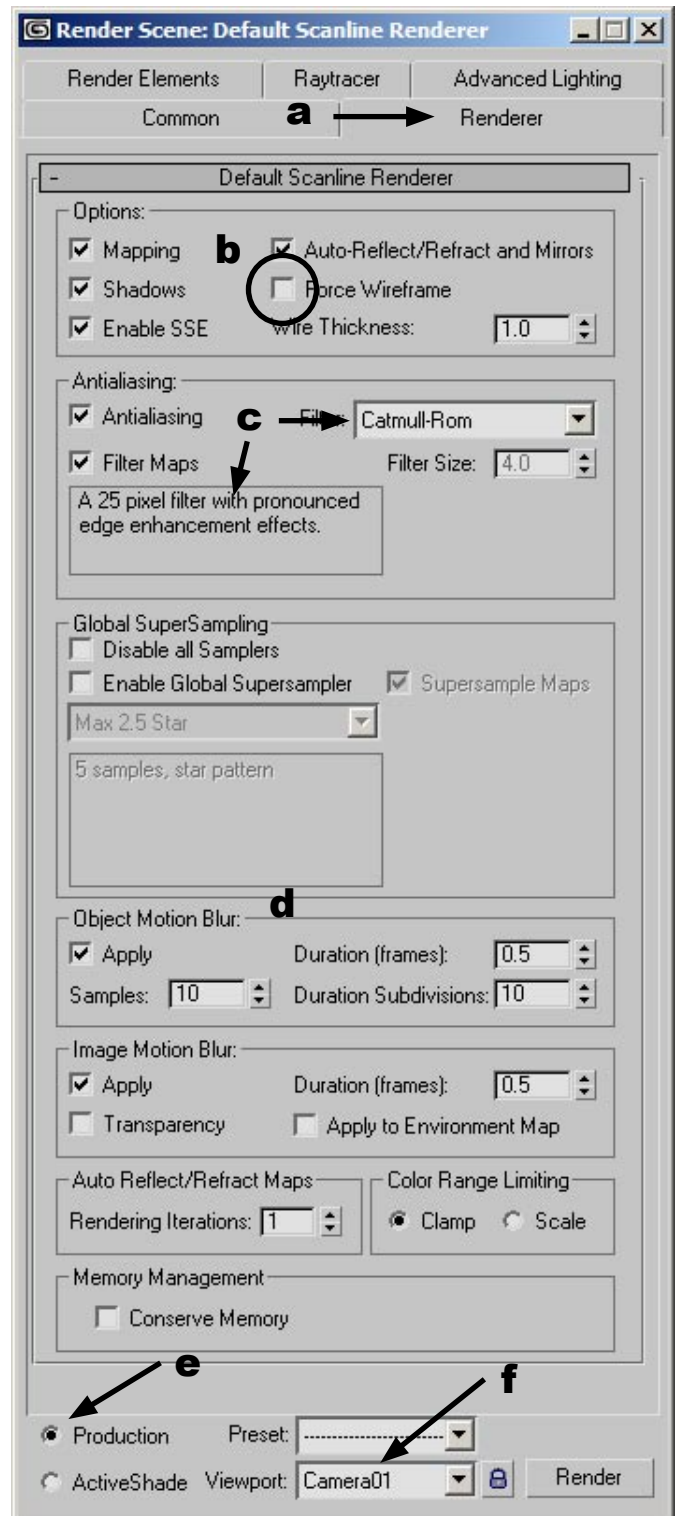 Render Scene: Default Scanline Renderer
Render Elements Raytracer Advanced Lighting
Common a Renderer
- Default Scanline Renderer
Options:
Mapping b Auto-Reflect/Refract and Mirrors
Shadows Force Wireframe
Enable SSE Wire Thickness: 1.0
Antialiasing:
Antialiasing c Filter: Catmull-Rom
Filter Maps Filter Size: 4.0
A 25 pixel filter with pronounced
edge enhancement effects.
Global SuperSampling
Disable all Samplers
Enable Global Supersampler Supersample Maps
Max 2.5 Star
5 samples, star pattern
d
Object Motion Blur:
Apply Duration (frames): 0.5
Samples: 10 Duration Subdivisions: 10
Image Motion Blur:
Apply Duration (frames): 0.5
Transparency Apply to Environment Map
Auto Reflect/Refract Maps Color Range Limiting
Rendering Iterations: 1 Clamp Scale
Memory Management
Conserve Memory
e f
Production Preset: --------------------
ActiveShade Viewport: Camera01 Render